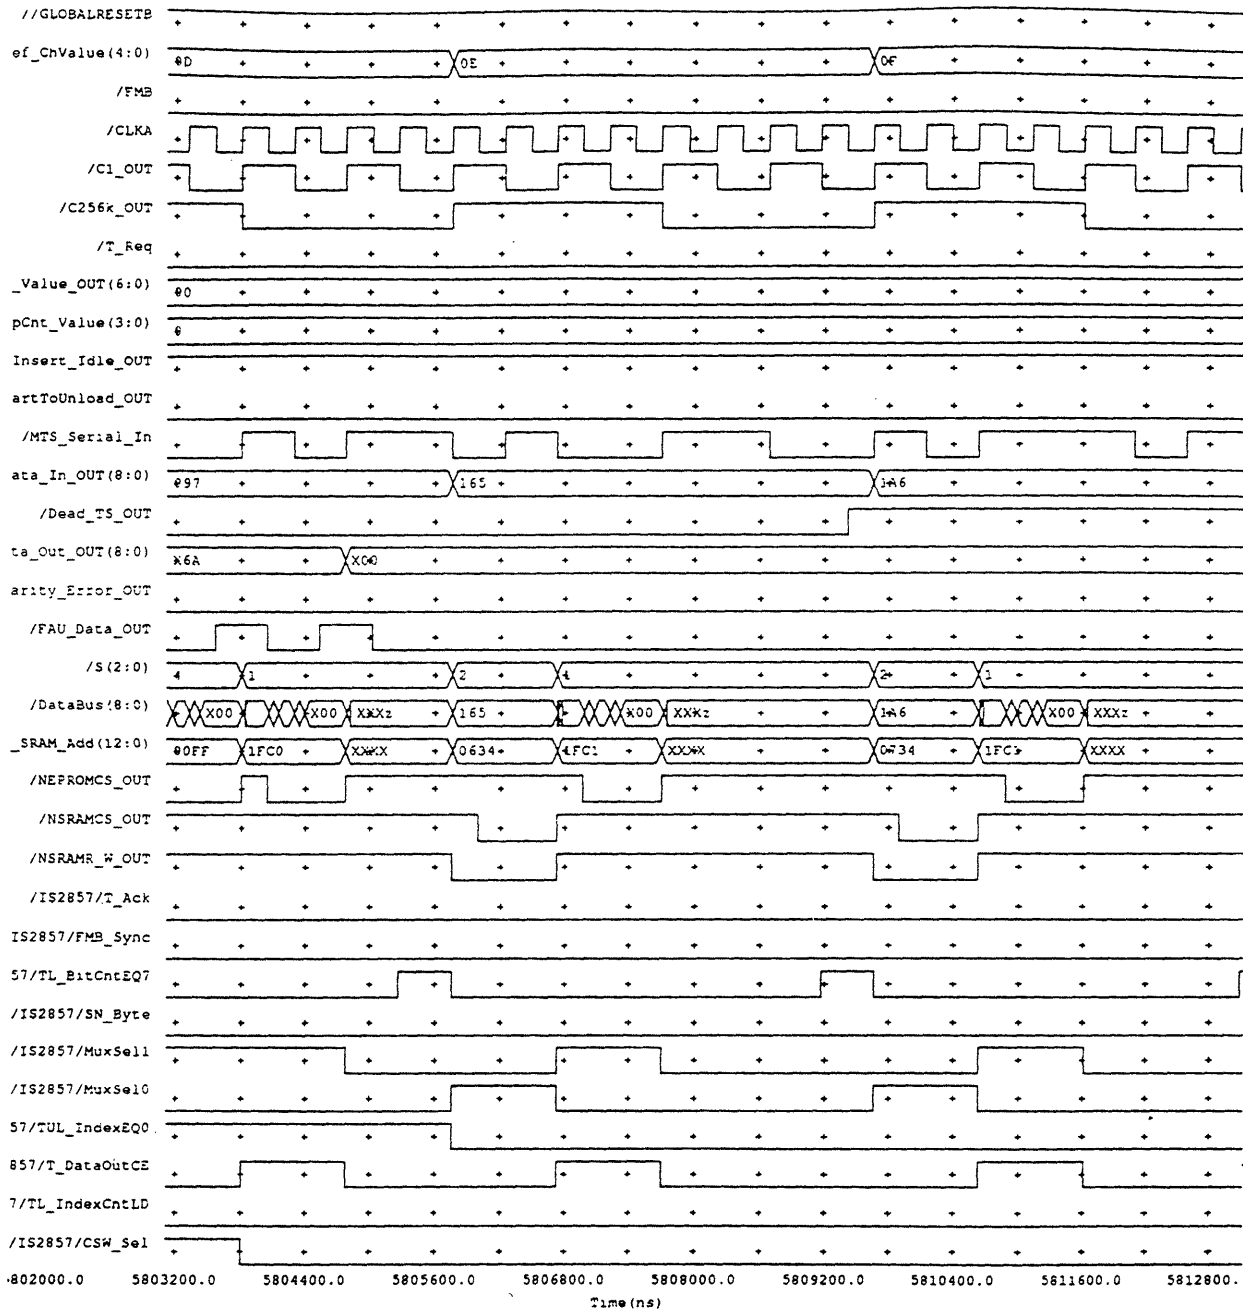 //GLOBALRESETB
ef_ChValue(4:0) 0D 0E 0F
/FMB
/CLKA
/C1_OUT
/C256k_OUT
/T_Req
_Value_OUT(6:0) 00
pCnt_Value(3:0) 0
Insert_Idle_OUT
artToUnload_OUT
/MTS_Serial_In
ata_In_OUT(8:0) 097 165 1A6
/Dead_TS_OUT
ta_Out_OUT(8:0) X6A X00
arity_Error_OUT
/FAU_Data_OUT
/S(2:0) 4 1 2 1 2 1
/DataBus(8:0) X00 X00 XXXz 165 X00 XXXz 1A6 X00 XXXz
_SRAM_Add(12:0) 00FF 1FC0 XXXX 0634 1FC1 XXXX 0734 XXXX
/NEPROMCS_OUT
/NSRAMCS_OUT
/NSRAMR_W_OUT
/IS2857/T_Ack
IS2857/FMB_Sync
57/TL_BitCntEQ7
/IS2857/SN_Byte
/IS2857/MuxSel1
/IS2857/MuxSel0
57/TUL_IndexEQ0
857/T_DataOutCE
7/TL_IndexCntLD
/IS2857/CSW_Sel
802000.0 5803200.0 5804400.0 5805600.0 5806800.0 5808000.0 5809200.0 5810400.0 5811600.0 5812800.
Time(ns)